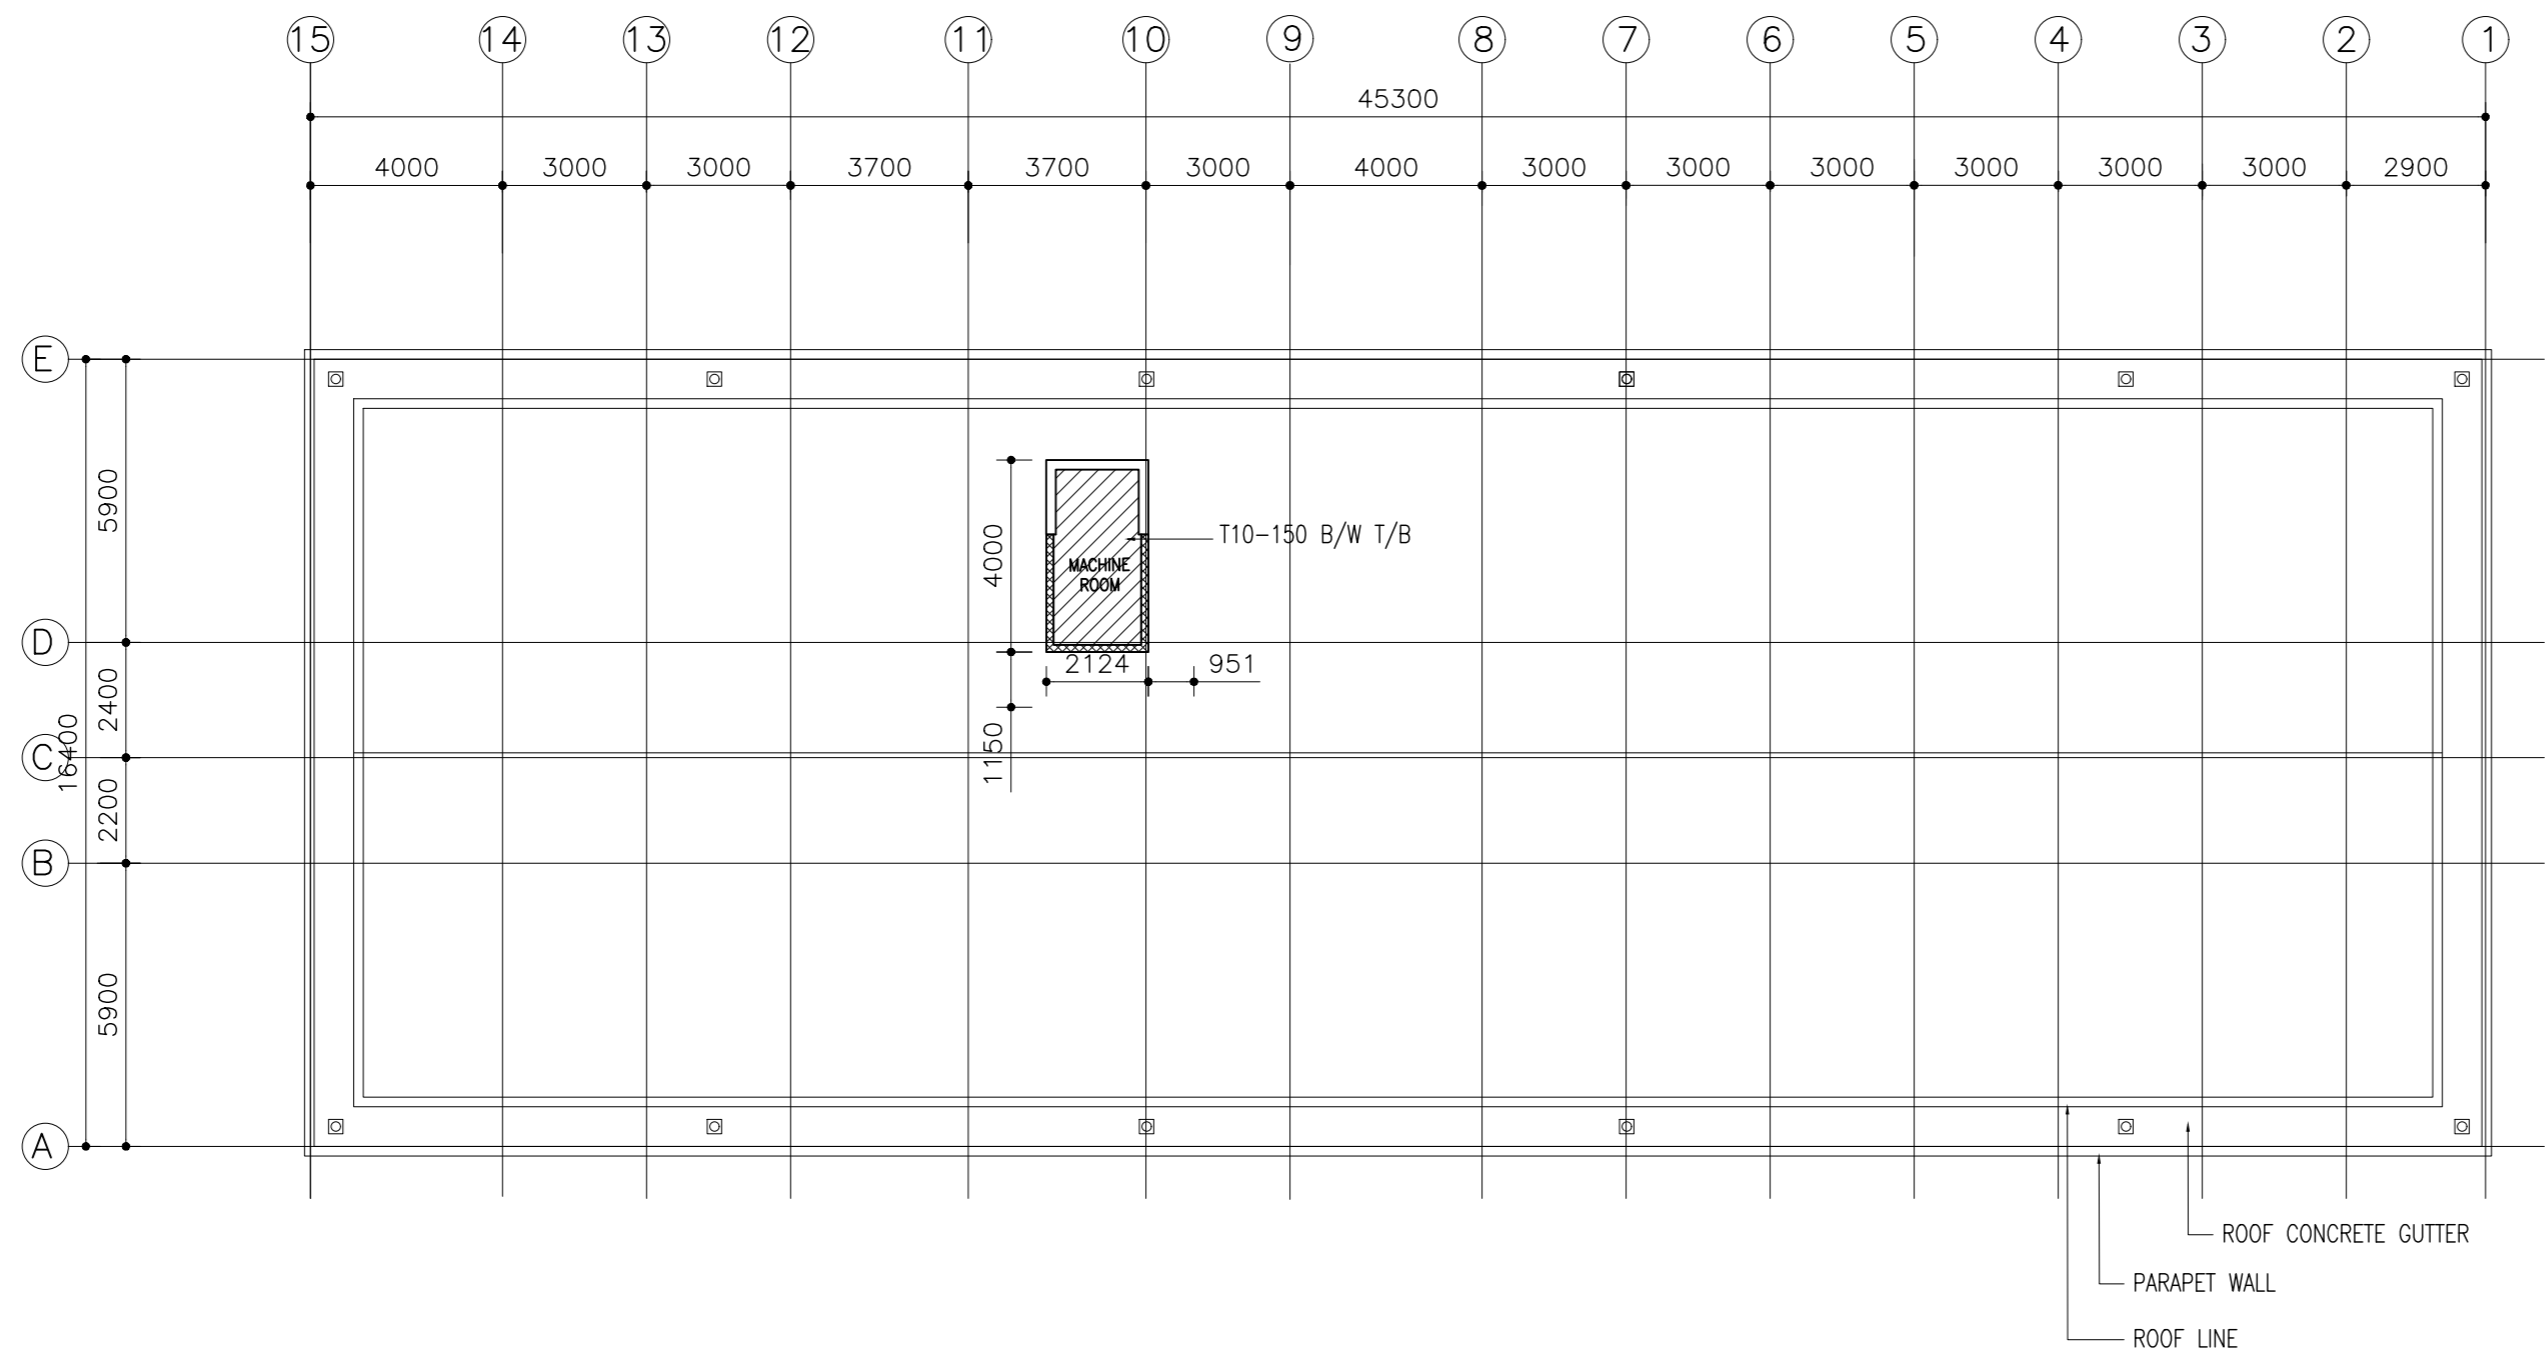 15 14 13 12 11 10 9 8 7 6 5 4 3 2 1
45300
4000 3000 3000 3700 3700 3000 4000 3000 3000 3000 3000 3000 3000 2900
E
5900
4000
T10-150 B/W T/B
MACHINE
ROOM
D
2124 951
2400
1150
C
16400
2200
B
5900
A
ROOF CONCRETE GUTTER
PARAPET WALL
ROOF LINE